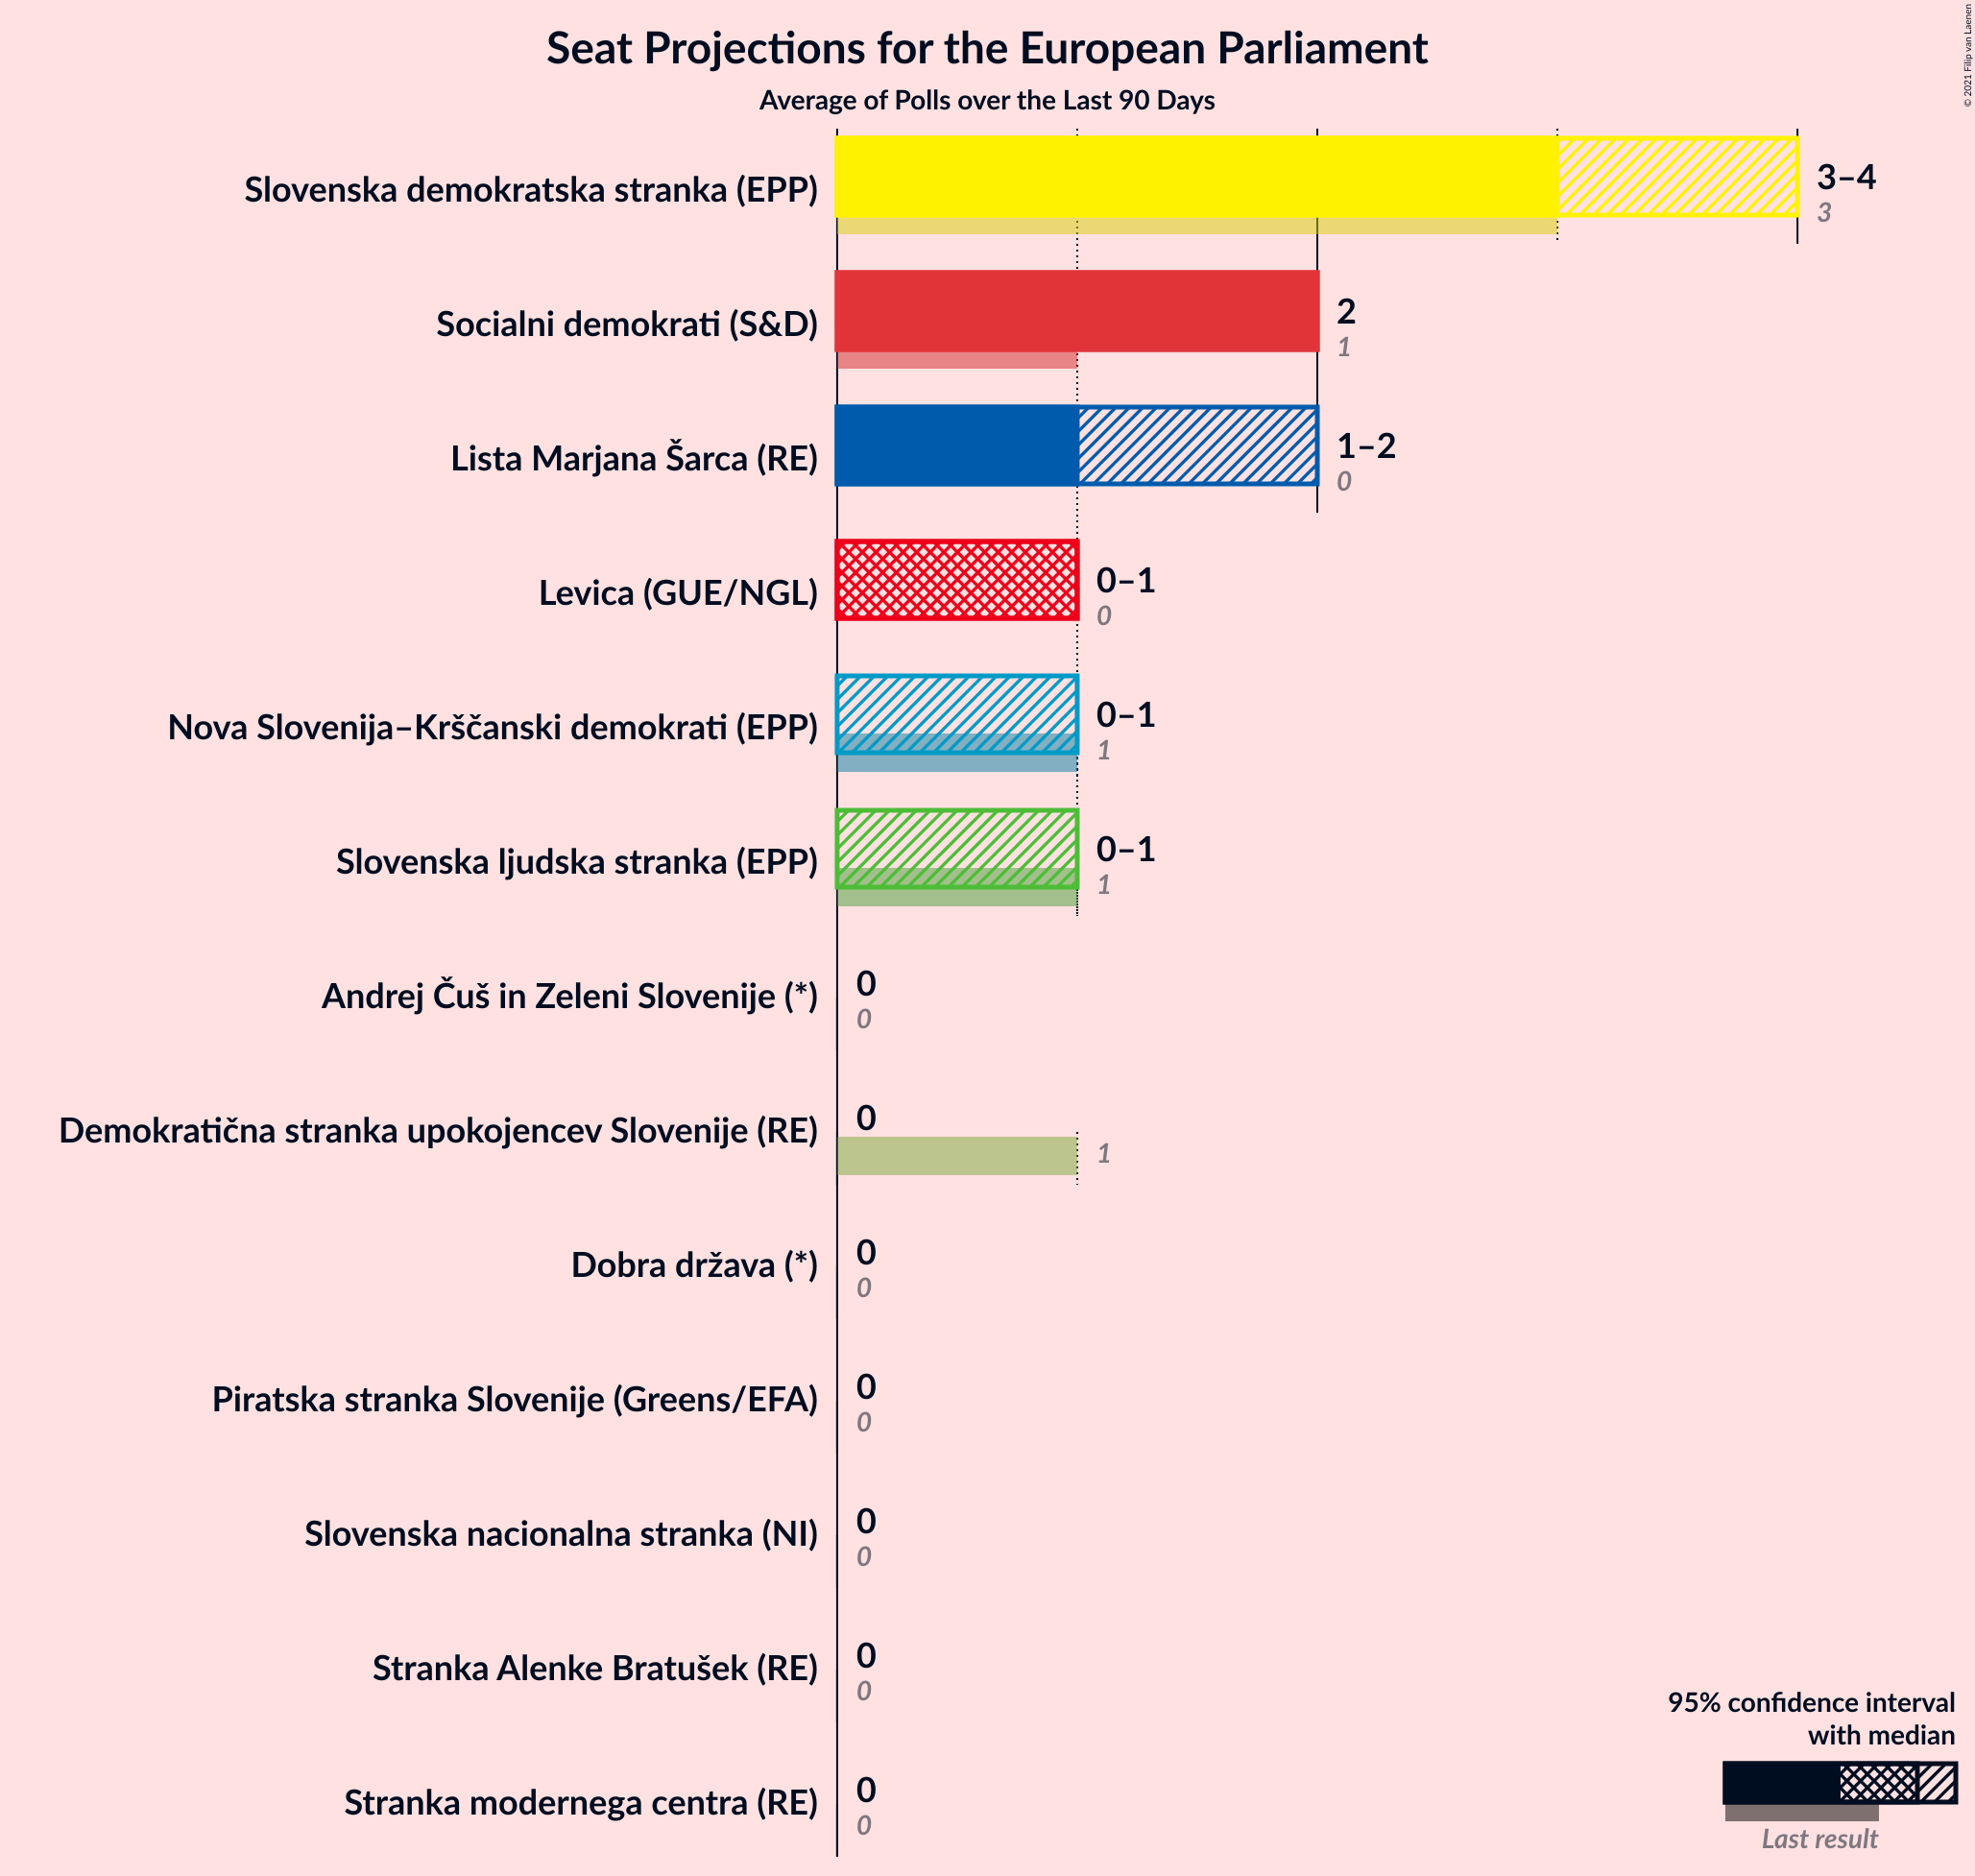 Seat Projections for the European Parliament
Average of Polls over the Last 90 Days
© 2021 Filip van Laenen
Slovenska demokratska stranka (EPP)
3–4
3
Socialni demokrati (S&D)
2
1
Lista Marjana Šarca (RE)
1–2
0
Levica (GUE/NGL)
0–1
0
Nova Slovenija–Krščanski demokrati (EPP)
0–1
1
Slovenska ljudska stranka (EPP)
0–1
1
Andrej Čuš in Zeleni Slovenije (*)
0
0
Demokratična stranka upokojencev Slovenije (RE)
0
1
Dobra država (*)
0
0
Piratska stranka Slovenije (Greens/EFA)
0
0
Slovenska nacionalna stranka (NI)
0
0
Stranka Alenke Bratušek (RE)
0
0
Stranka modernega centra (RE)
0
0
95% confidence interval
with median
Last result